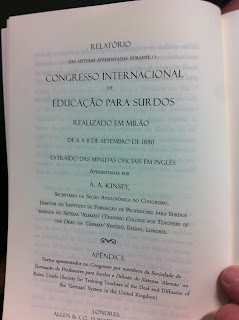 RELATÓRIO
DAS LEITURAS APRESENTADAS DURANTE O
CONGRESSO INTERNACIONAL
DE
EDUCAÇÃO PARA SURDOS
REALIZADO EM MILÃO
DE 6 A 11 DE SETEMBRO DE 1880
EXTRAÍDO DAS MINUTAS OFICIAIS EM INGLÊS
APRESENTADAS POR
A. A. KINSEY,
SECRETÁRIO DA SEÇÃO ANGLÓFONICA DO CONGRESSO,
DIRETOR DO INSTITUTO DE FORMAÇÃO DE PROFESSORES PARA SURDOS
BASEADA NO SISTEMA "ALEMÃO" (TRAINING COLLEGE FOR TEACHERS OF
THE DEAF, ON "GERMAN" SYSTEM), EALING, LONDRES.
APÊNDICE.
Textos apresentados no Congresso por membros da Sociedade de
Formação de Professores para Surdos e Difusão do Sistema 'Alemão' no
Reino Unido (Society for Training Teachers of the Deaf and Diffusion of
the 'German' System in the United Kingdom)
LONDRES:
ALLEN & CO.